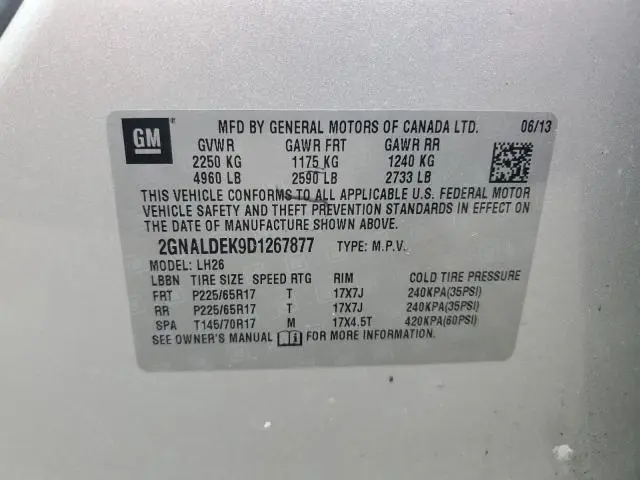 GM ® MFD BY GENERAL MOTORS OF CANADA LTD. 06/13
GVWR GAWR FRT GAWR RR
2250 KG 1175 KG 1240 KG
4960 LB 2590 LB 2733 LB
THIS VEHICLE CONFORMS TO ALL APPLICABLE U.S. FEDERAL MOTOR
VEHICLE SAFETY AND THEFT PREVENTION STANDARDS IN EFFECT ON
THE DATE OF MANUFACTURE SHOWN ABOVE.
2GNALDEK9D1267877 TYPE: M.P.V.
MODEL: LH26
LBBN TIRE SIZE SPEED RTG RIM COLD TIRE PRESSURE
FRT P225/65R17 T 17X7J 240KPA(35PSI)
RR P225/65R17 T 17X7J 240KPA(35PSI)
SPA T145/70R17 M 17X4.5T 420KPA(60PSI)
SEE OWNER'S MANUAL FOR MORE INFORMATION.